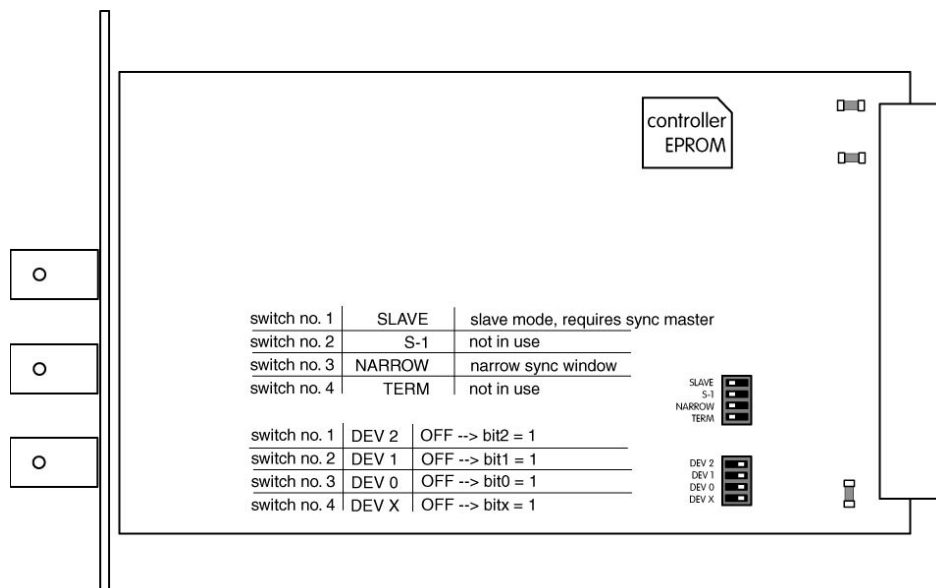 controller
EPROM
switch no. 1 SLAVE slave mode, requires sync master
switch no. 2 S-1 not in use
switch no. 3 NARROW narrow sync window
switch no. 4 TERM not in use
SLAVE
S-1
NARROW
TERM
switch no. 1 DEV 2 OFF --> bit2 = 1
switch no. 2 DEV 1 OFF --> bit1 = 1
switch no. 3 DEV 0 OFF --> bit0 = 1
switch no. 4 DEV X OFF --> bitx = 1
DEV 2
DEV 1
DEV 0
DEV X